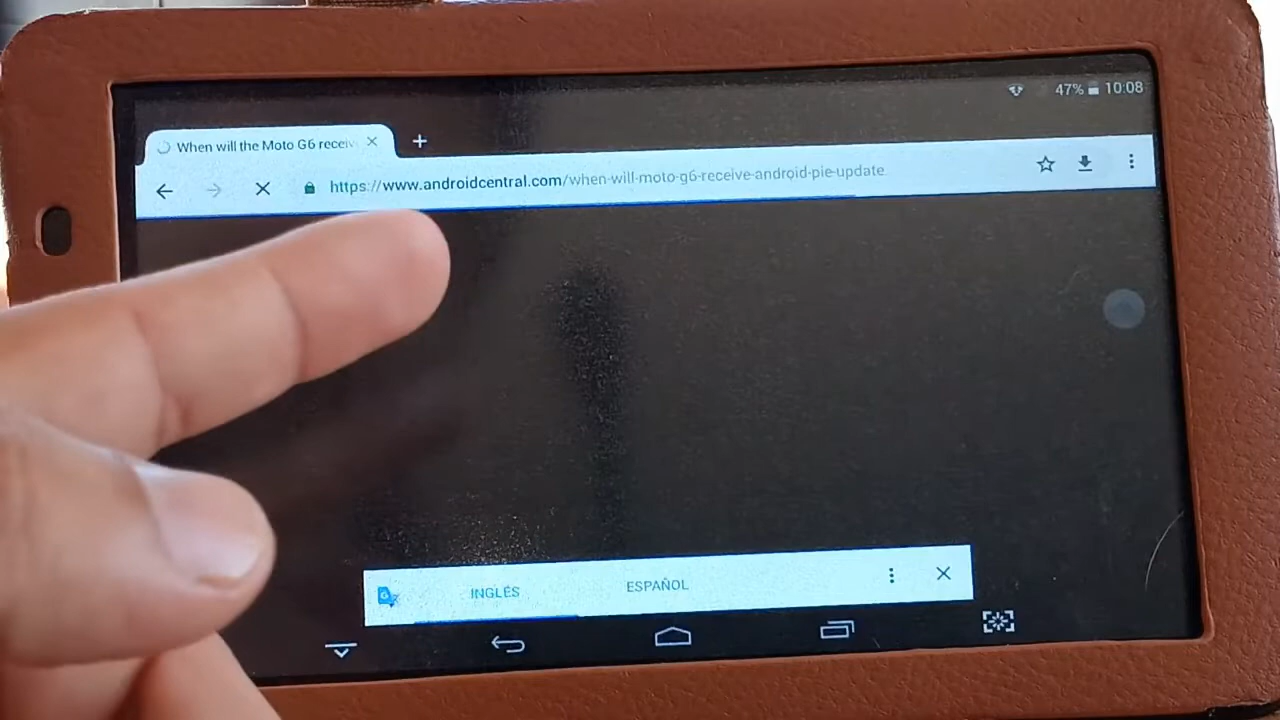 47% 10:08
When will the Moto G6 receiv
https://www.androidcentral.com/when-will-moto-g6-receive-android-pie-update
INGLÉS ESPAÑOL